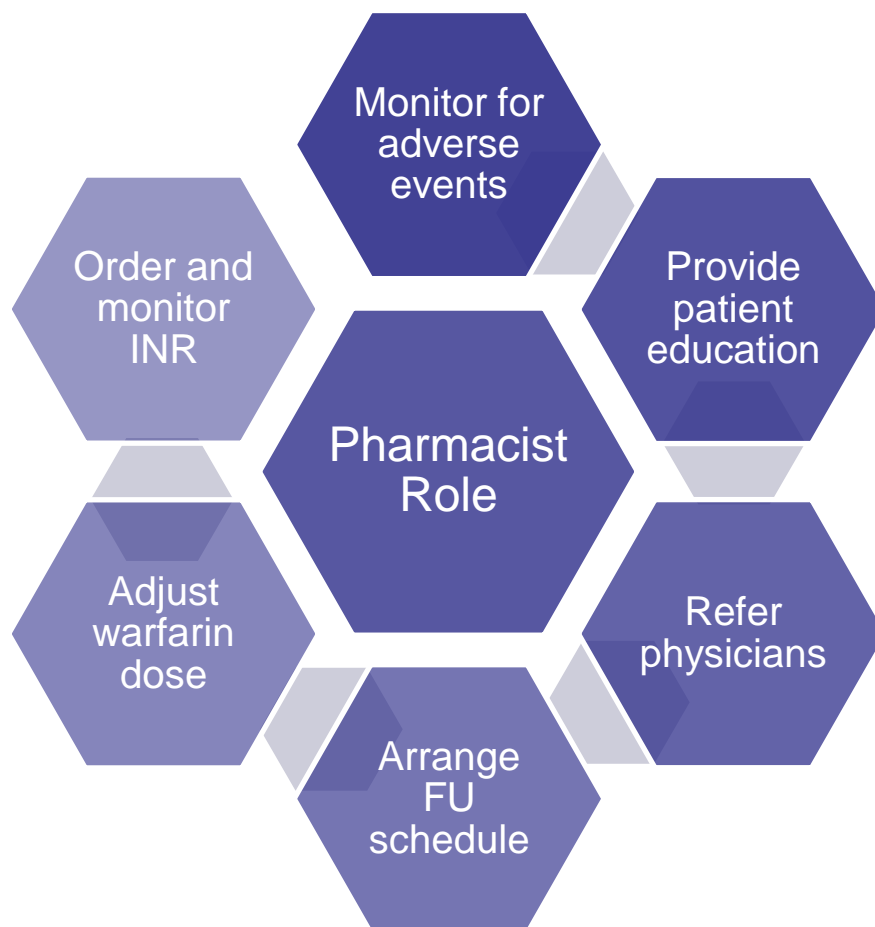 Monitor for
adverse
events
Provide
patient
education
Refer
physicians
Arrange
FU
schedule
Adjust
warfarin
dose
Order and
monitor
INR
Pharmacist
Role